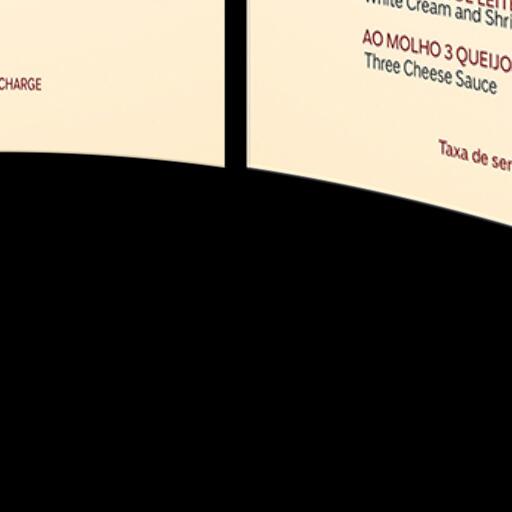 CHARGE
White Cream and Shri
AO MOLHO 3 QUEIJO
Three Cheese Sauce
Taxa de ser